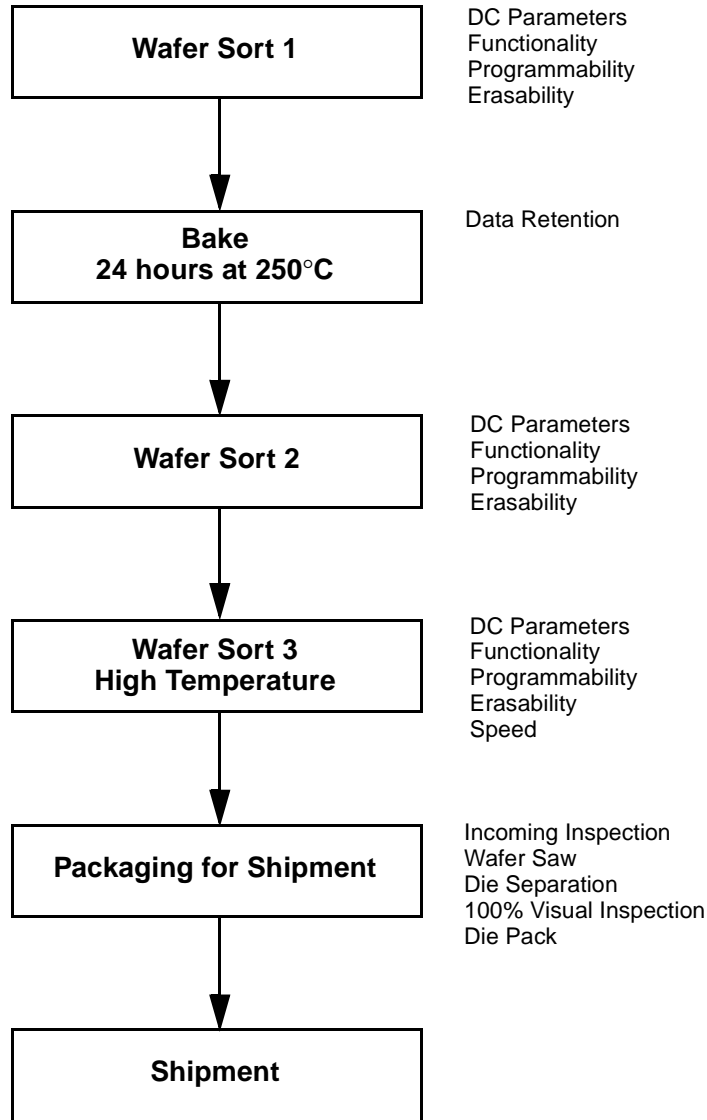 Wafer Sort 1
DC Parameters
Functionality
Programmability
Erasability
Bake
24 hours at 250°C
Data Retention
Wafer Sort 2
DC Parameters
Functionality
Programmability
Erasability
Wafer Sort 3
High Temperature
DC Parameters
Functionality
Programmability
Erasability
Speed
Packaging for Shipment
Incoming Inspection
Wafer Saw
Die Separation
100% Visual Inspection
Die Pack
Shipment